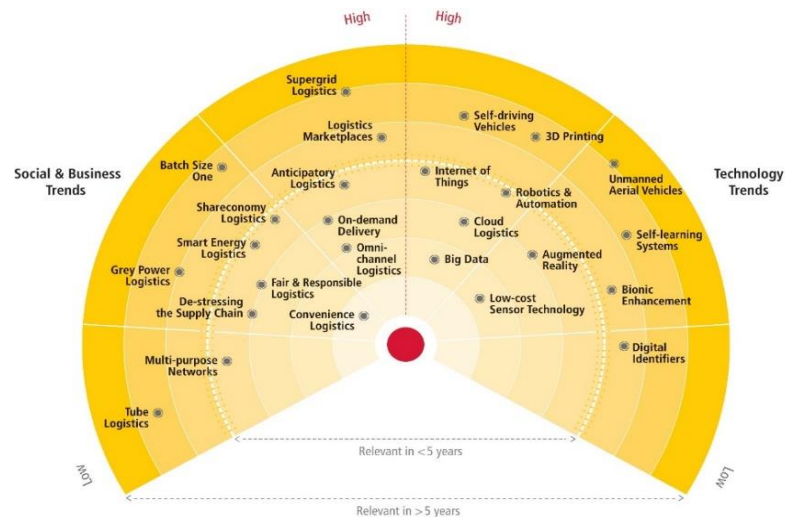 High
High
Supergrid
Logistics
Self-driving
Vehicles
Logistics
Marketplaces
3D Printing
Social & Business
Trends
Technology
Trends
Batch Size
One
Anticipatory
Logistics
Internet of
Things
Unmanned
Aerial Vehicles
Robotics &
Automation
Shareconomy
Logistics
On-demand
Delivery
Cloud
Logistics
Self-learning
Systems
Smart Energy
Logistics
Omni-
channel
Logistics
Big Data
Augmented
Reality
Grey Power
Logistics
Fair & Responsible
Logistics
Low-cost
Sensor Technology
Bionic
Enhancement
De-stressing
the Supply Chain
Convenience
Logistics
Multi-purpose
Networks
Digital
Identifiers
Tube
Logistics
Low
Low
Relevant in <5 years
Relevant in >5 years